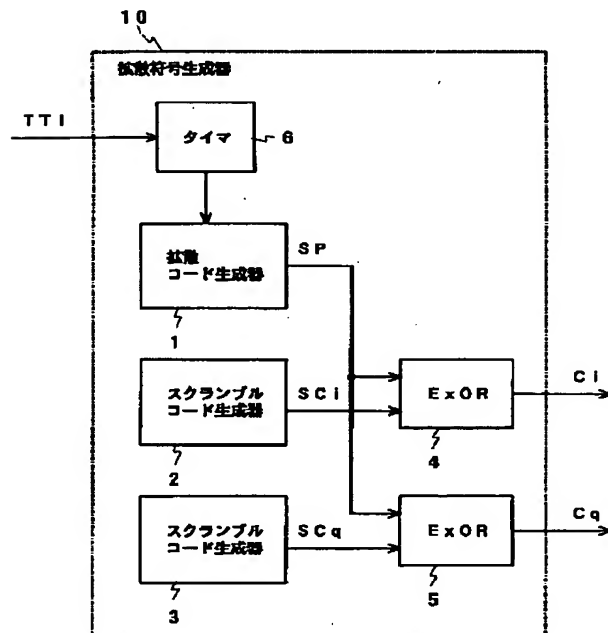 10
拡散符号生成器
TTI
タイマ
6
拡散
コード生成器
SP
1
スクランブル
コード生成器
SCi
ExOR
Ci
2
4
スクランブル
コード生成器
SCq
ExOR
Cq
3
5